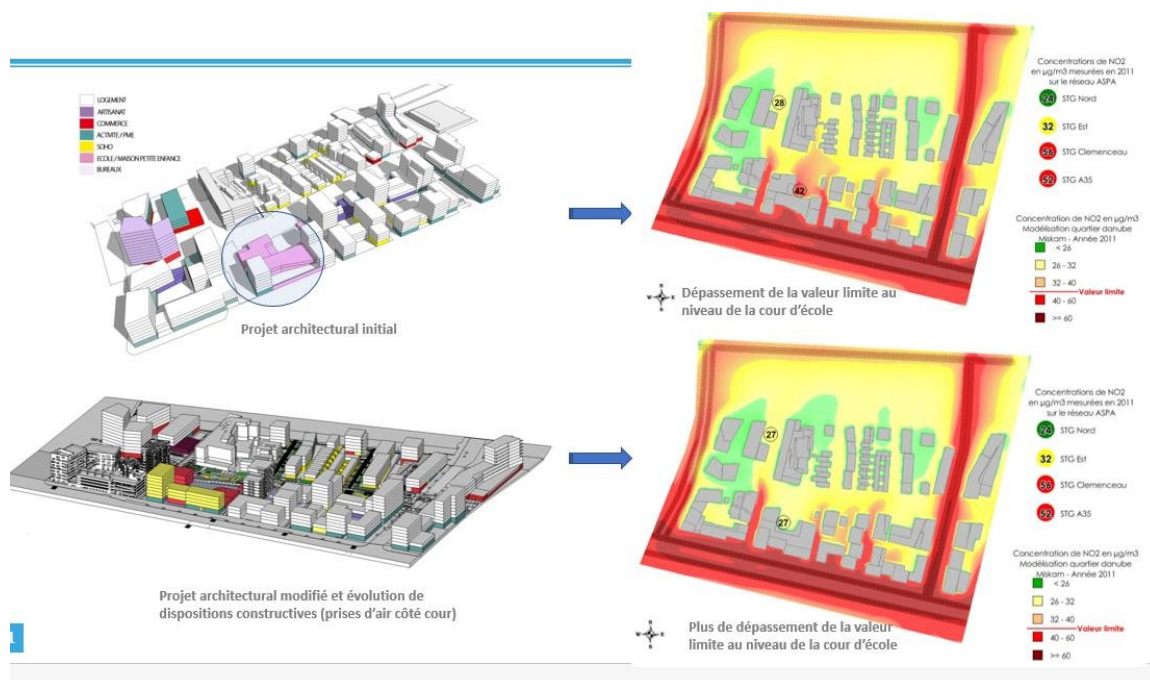 LOGEMENT
ARTISANAT
COMMERCE
ACTIVITE / PME
SOHO
ECOLE / MAISON PETITE ENFANCE
BUREAUX
Projet architectural initial
28
42
Concentrations de NO2
en µg/m3 mesurées en 2011
sur le réseau ASPA
24 STG Nord
32 STG Est
56 STG Clemenceau
52 STG A35
Concentration de NO2 en µg/m3
Modélisation quartier danube
Miskam - Année 2011
< 26
26 - 32
32 - 40
Valeur limite
40 - 60
>= 60
N
W E
S
Dépassement de la valeur limite au
niveau de la cour d'école
Projet architectural modifié et évolution de
dispositions constructives (prises d'air côté cour)
27
27
Concentrations de NO2
en µg/m3 mesurées en 2011
sur le réseau ASPA
24 STG Nord
32 STG Est
56 STG Clemenceau
52 STG A35
Concentration de NO2 en µg/m3
Modélisation quartier danube
Miskam - Année 2011
< 26
26 - 32
32 - 40
Valeur limite
40 - 60
>= 60
N
W E
S
Plus de dépassement de la valeur
limite au niveau de la cour d'école
1